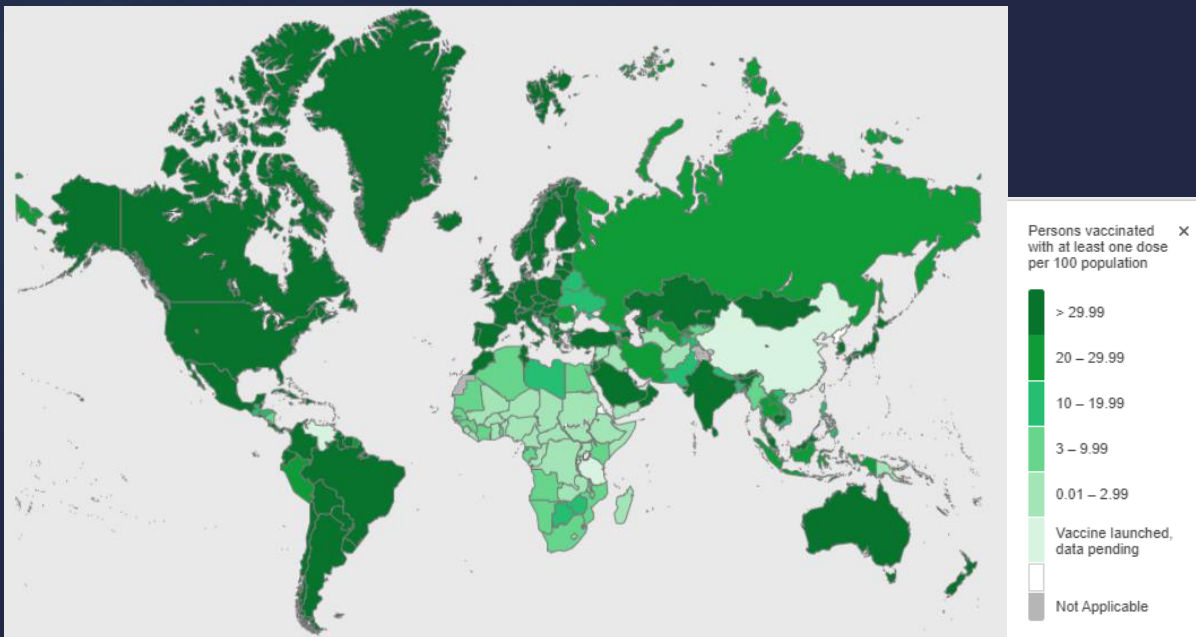 Persons vaccinated ×
with at least one dose
per 100 population
> 29.99
20 – 29.99
10 – 19.99
3 – 9.99
0.01 – 2.99
Vaccine launched,
data pending
Not Applicable